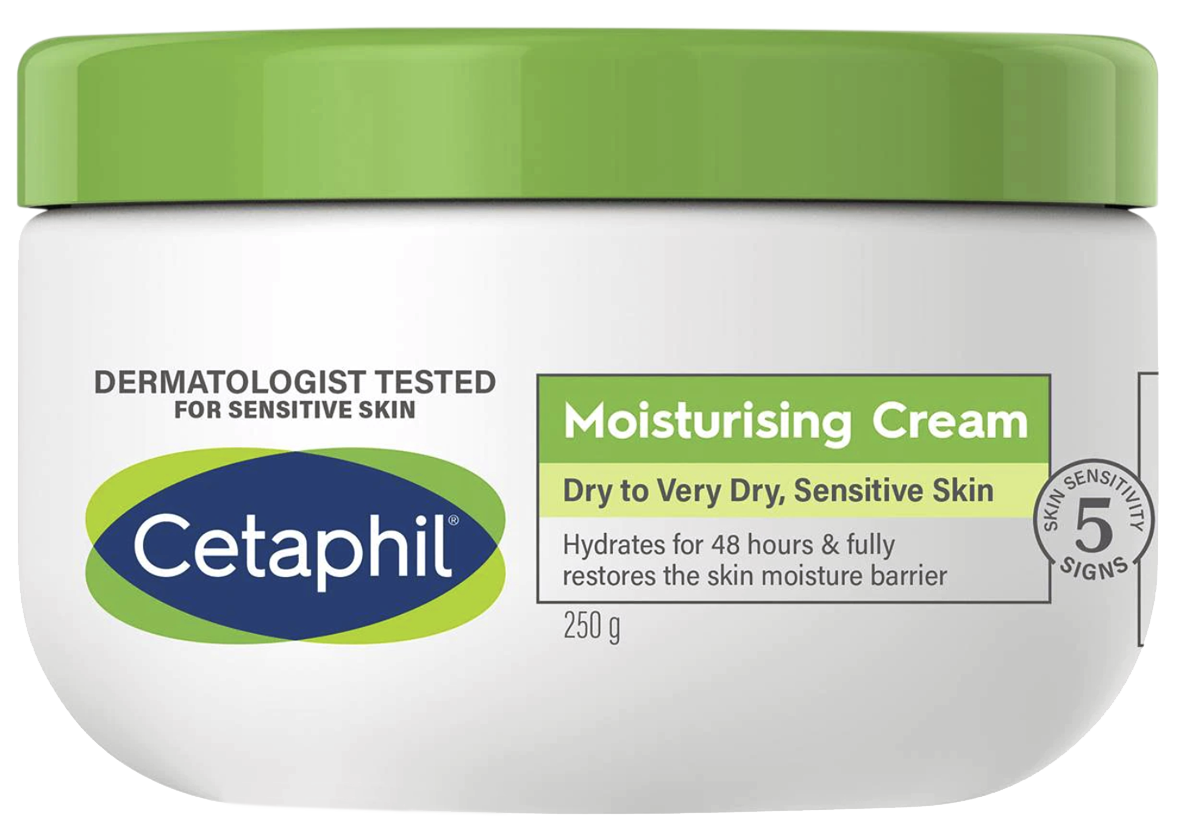 DERMATOLOGIST TESTED
FOR SENSITIVE SKIN
Cetaphil®
Moisturising Cream
Dry to Very Dry, Sensitive Skin
Hydrates for 48 hours & fully
restores the skin moisture barrier
250 g
SKIN SENSITIVITY
5
SIGNS